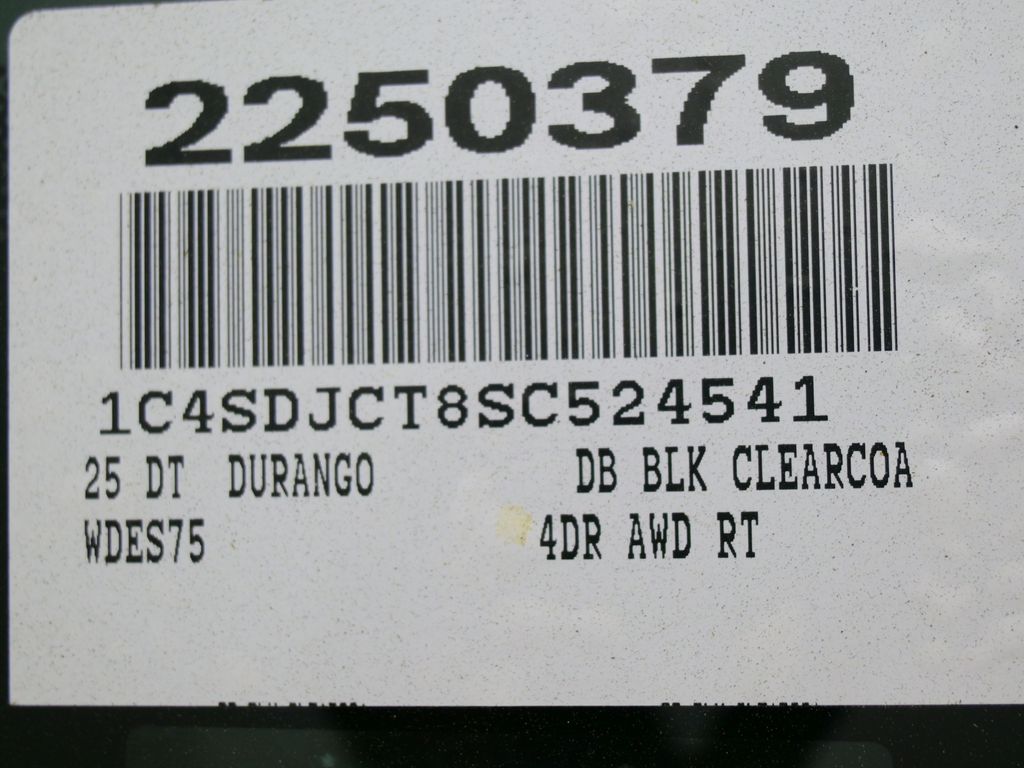 2250379
1C4SDJCT8SC524541
25 DT DURANGO DB BLK CLEARCOA
WDES75 4DR AWD RT